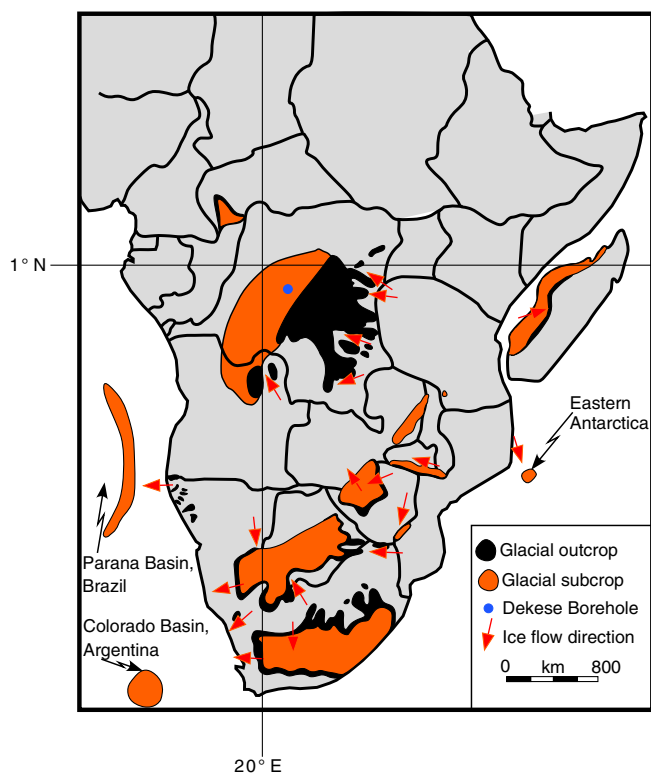 1° N
Eastern
Antarctica
Parana Basin,
Brazil
Colorado Basin,
Argentina
Glacial outcrop
Glacial subcrop
Dekese Borehole
Ice flow direction
0 km 800
20° E